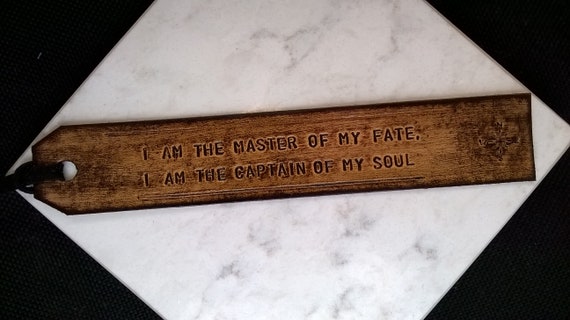 I AM THE MASTER OF MY FATE;
I AM THE CAPTAIN OF MY SOUL